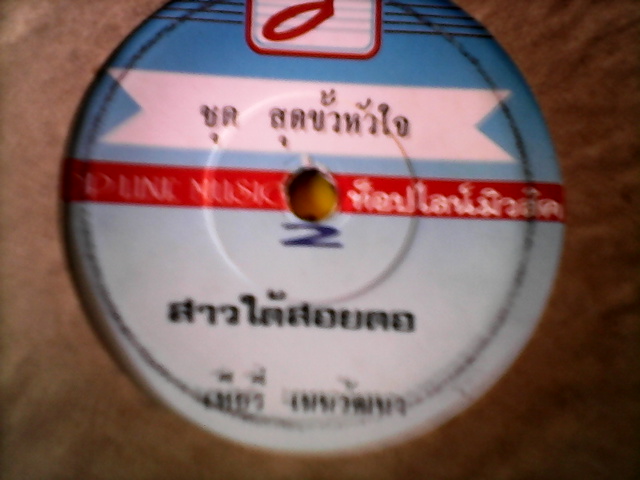 ชุด สุดขั้วหัวใจ
LINE MUSIC ท็อปไลน์มิวสิค
N
สาวใต้สอยดอ